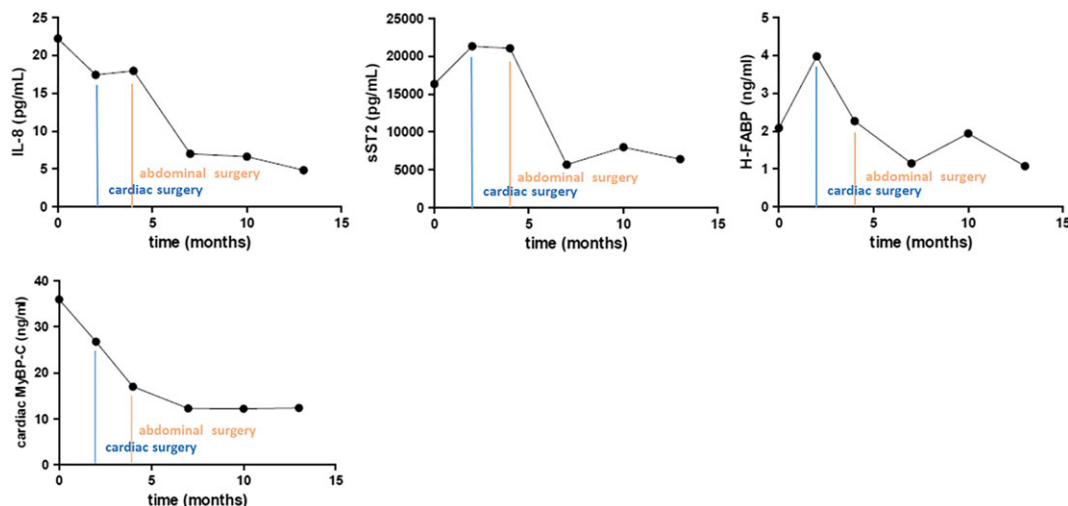 IL-8 (pg/mL)
25
20
15
10
5
0
abdominal surgery
cardiac surgery
0 5 10 15
time (months)
sST2 (pg/mL)
25000
20000
15000
10000
5000
0
abdominal surgery
cardiac surgery
0 5 10 15
time (months)
H-FABP (ng/ml)
5
4
3
2
1
0
abdominal surgery
cardiac surgery
0 5 10 15
time (months)
cardiac MyBP-C (ng/ml)
40
30
20
10
0
abdominal surgery
cardiac surgery
0 5 10 15
time (months)